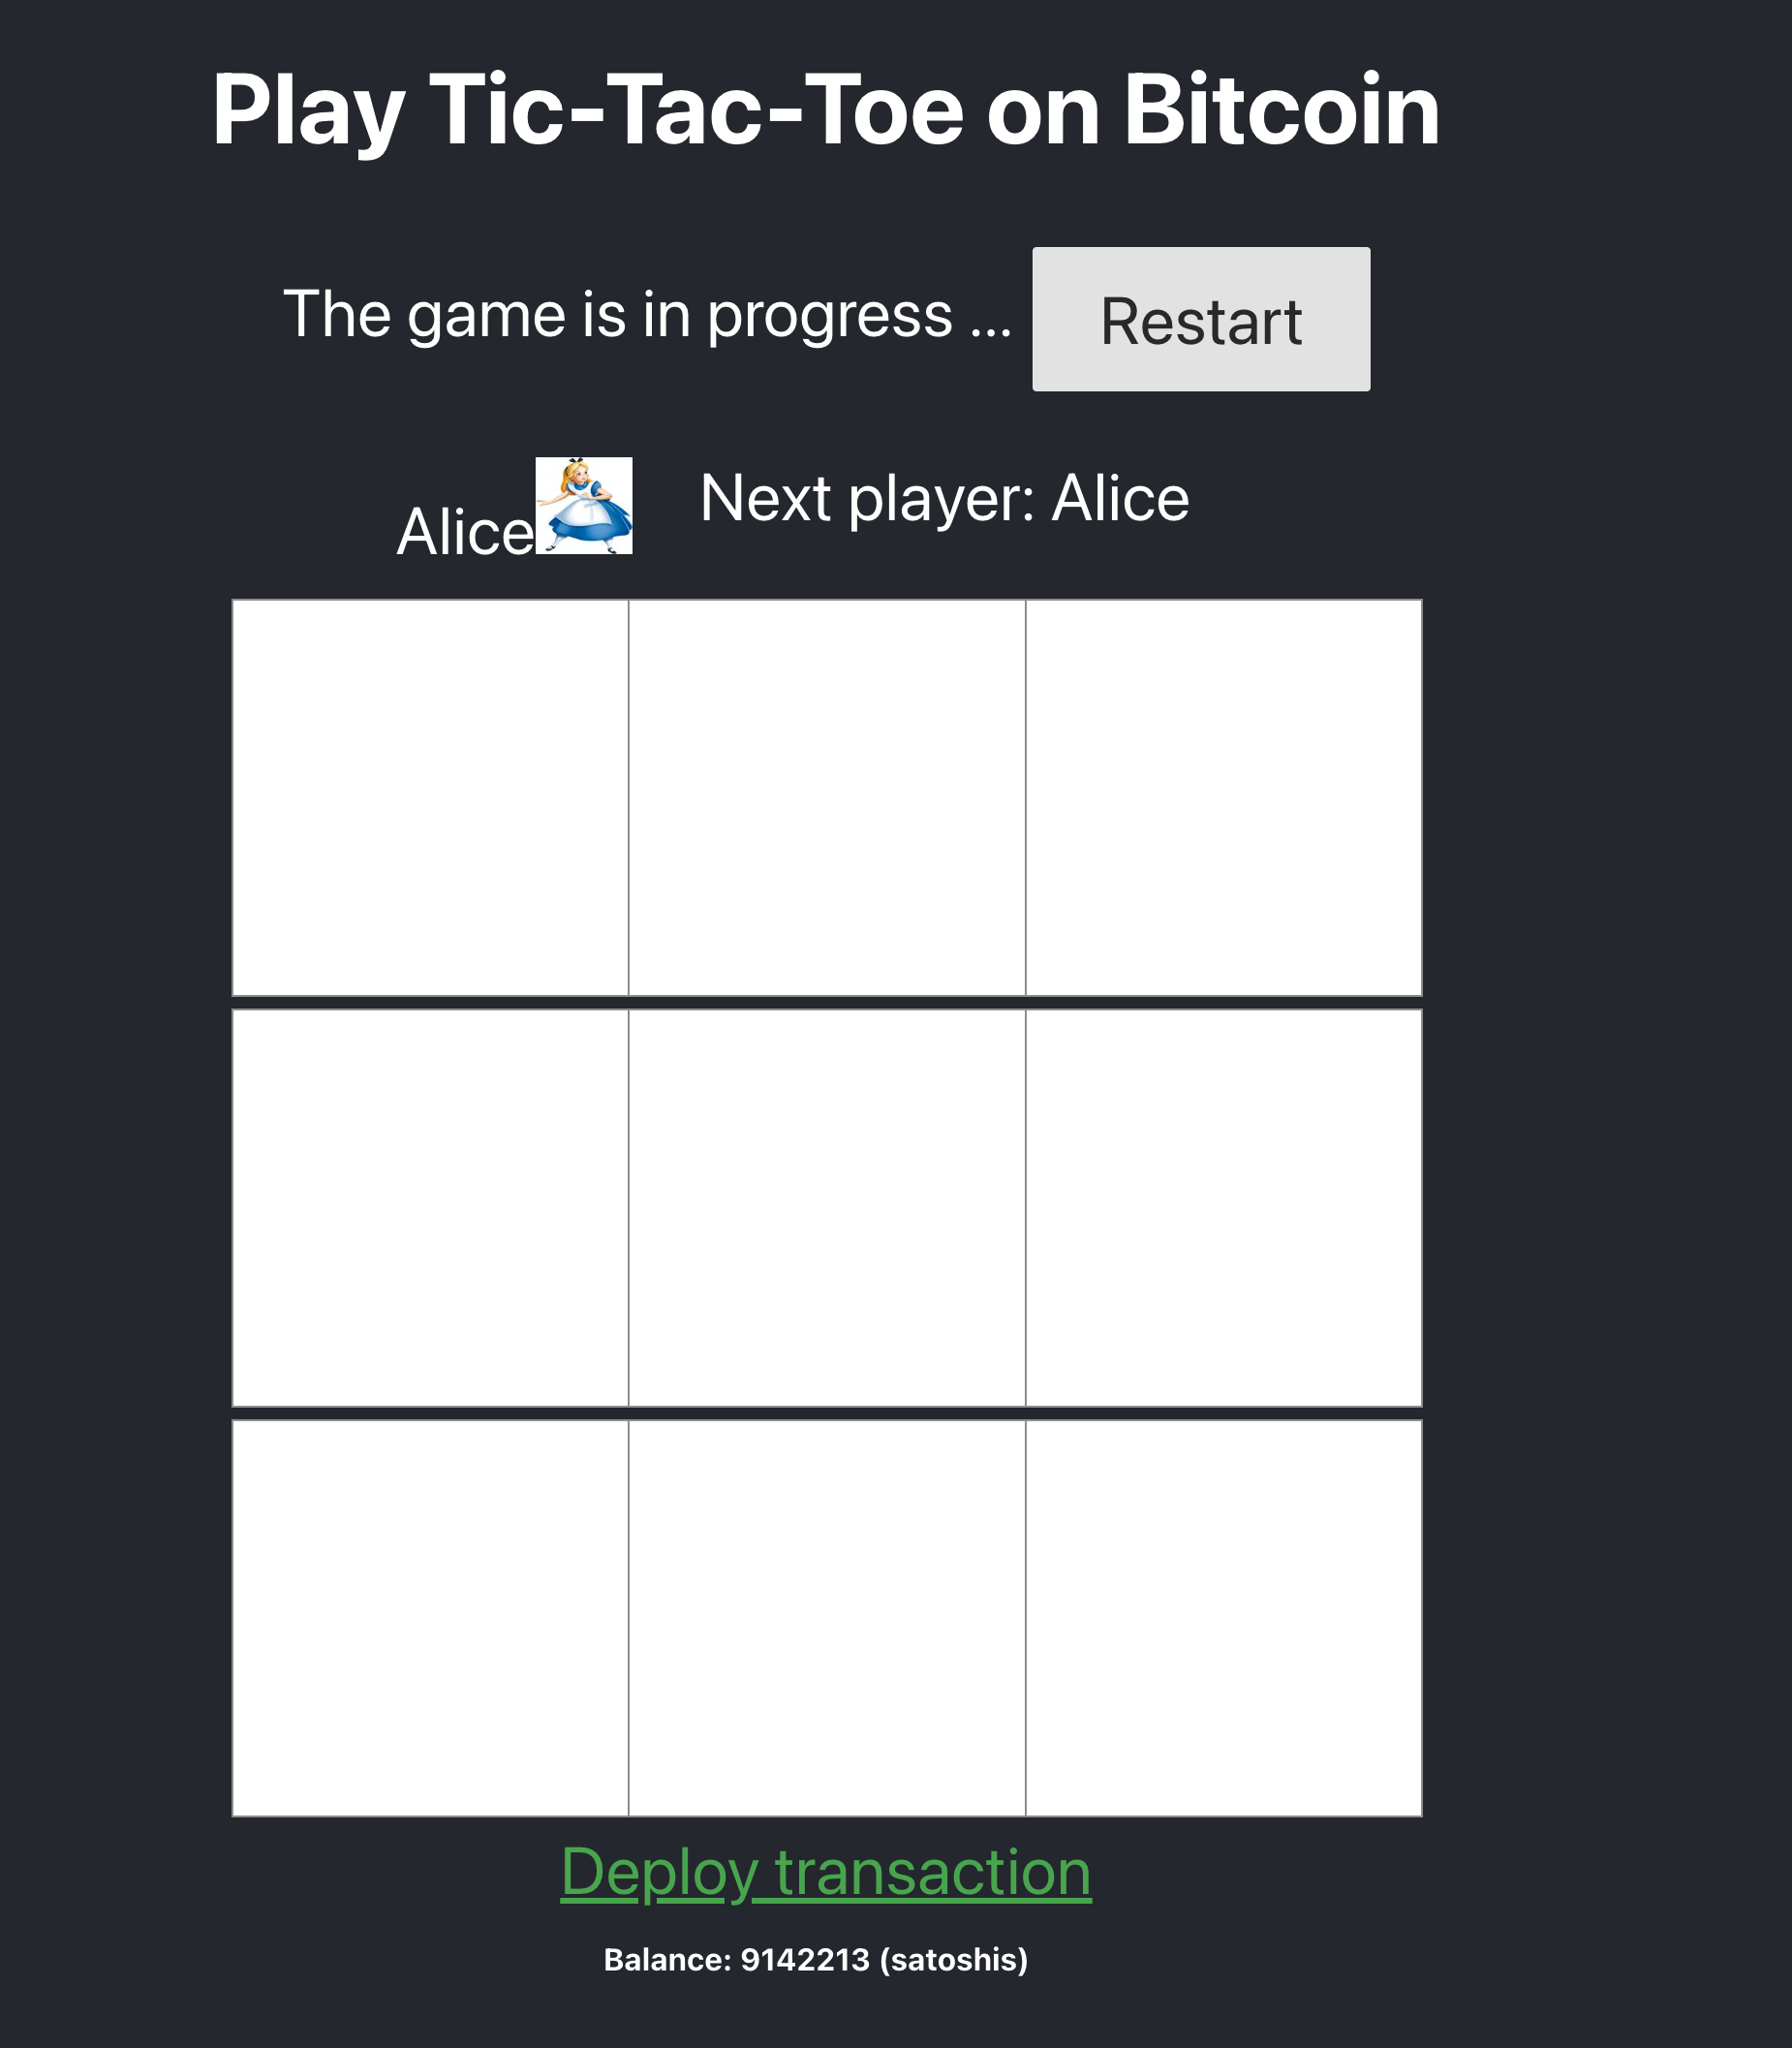 Play Tic-Tac-Toe on Bitcoin
The game is in progress ... Restart
Alice Next player: Alice
Deploy transaction
Balance: 9142213 (satoshis)